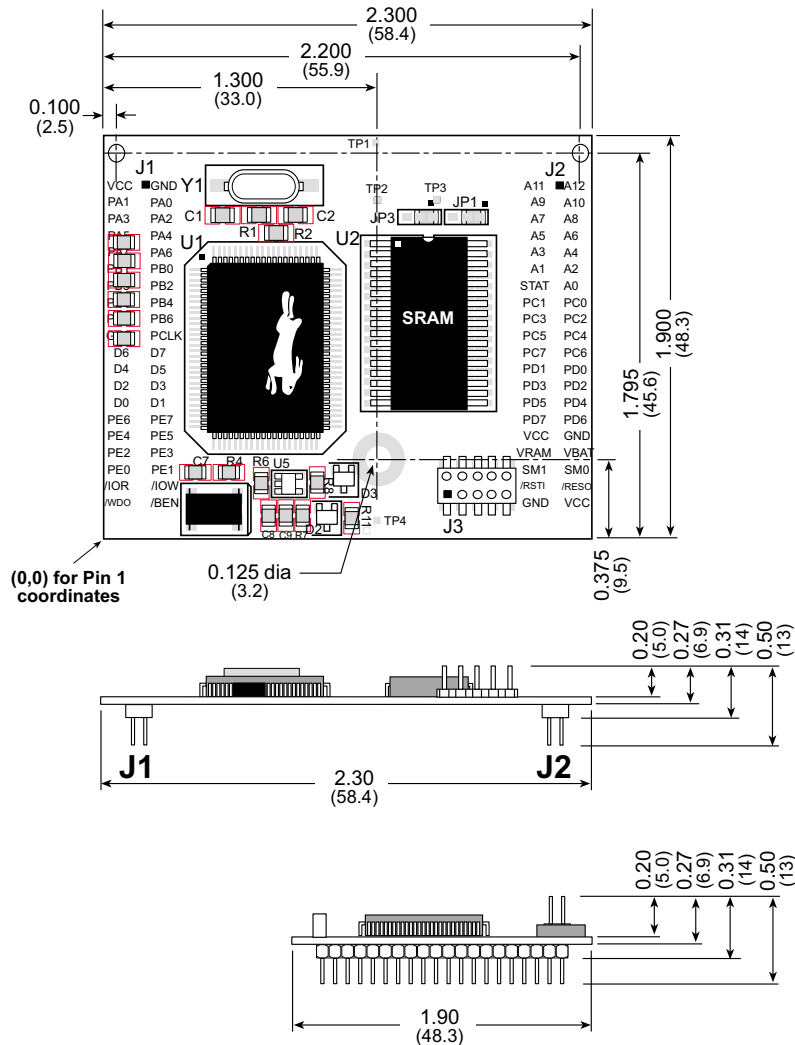 2.300
(58.4)
2.200
(55.9)
1.300
(33.0)
0.100
(2.5)
TP1
J1
J2
VCC GND
Y1
TP2
TP3
A11 A12
PA1 PA0
C1
C2
JP3
JP1
A9 A10
PA3 PA2
R1 R2
A7 A8
PA4
U1
U2
A5 A6
PA6
A3 A4
PB0
A1 A2
PB2
STAT A0
PB4
PC1 PC0
PB6
SRAM
PC3 PC2
PCLK
PC5 PC4
D6 D7
PC7 PC6
D4 D5
PD1 PD0
D2 D3
PD3 PD2
D0 D1
PD5 PD4
PE6 PE7
PD7 PD6
PE4 PE5
VCC GND
PE2 PE3
VRAM VBAT
PE0 PE1
C7 R4 R6 U5 R8
D3
SM1 SM0
/IOR /IOW
/RSTI /RESO
/WDO /BEN
C8 C9 R7
D2
R11
TP4
GND VCC
J3
1.900
(48.3)
1.795
(45.6)
0.375
(9.5)
(0,0) for Pin 1
coordinates
0.125 dia
(3.2)
0.20
(5.0)
0.27
(6.9)
0.31
(14)
0.50
(13)
J1
J2
2.30
(58.4)
0.20
(5.0)
0.27
(6.9)
0.31
(14)
0.50
(13)
1.90
(48.3)